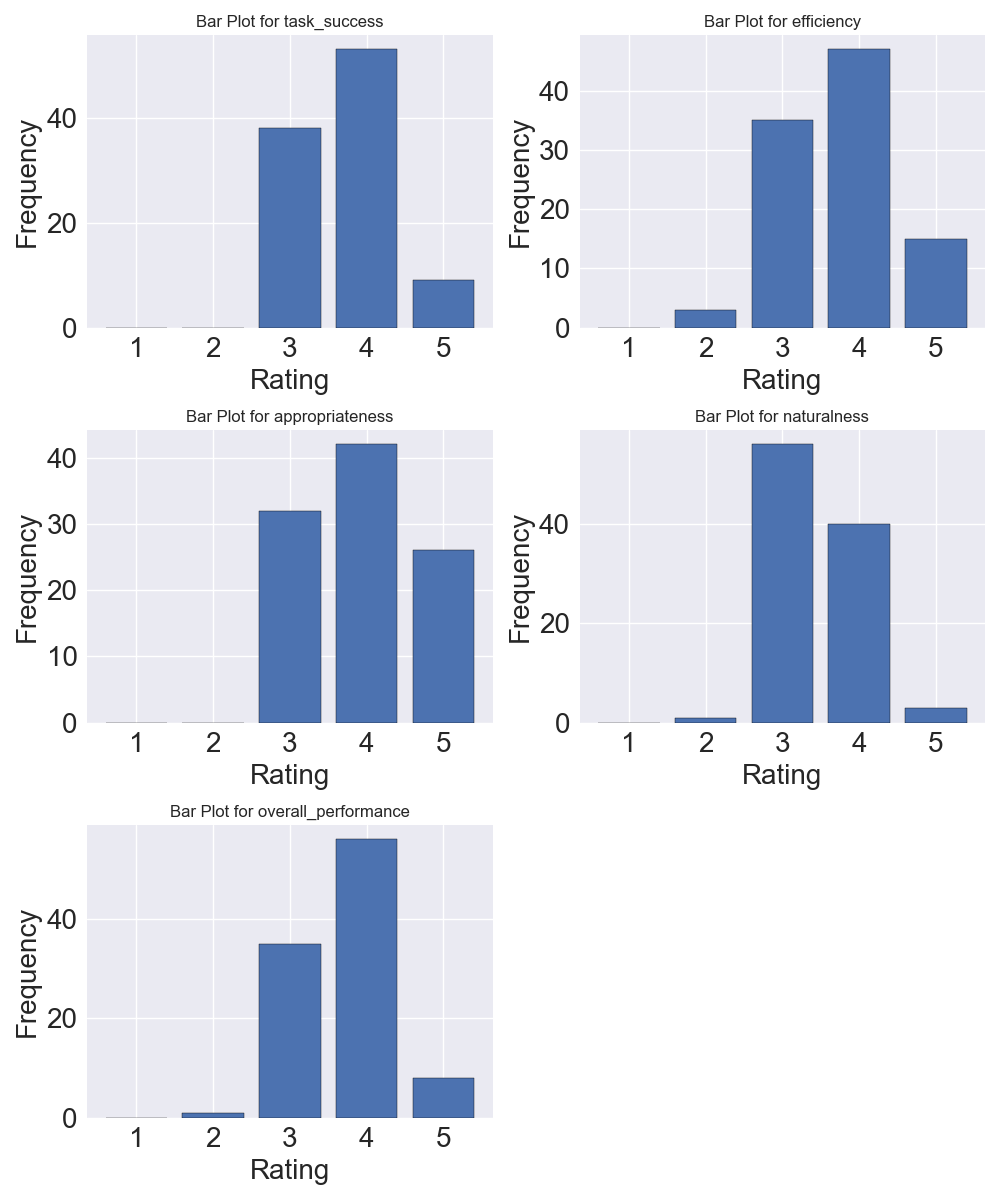 Bar Plot for task_success
Frequency
40
20
0
1 2 3 4 5
Rating
Bar Plot for efficiency
Frequency
40
30
20
10
0
1 2 3 4 5
Rating
Bar Plot for appropriateness
Frequency
40
30
20
10
0
1 2 3 4 5
Rating
Bar Plot for naturalness
Frequency
40
20
0
1 2 3 4 5
Rating
Bar Plot for overall_performance
Frequency
40
20
0
1 2 3 4 5
Rating